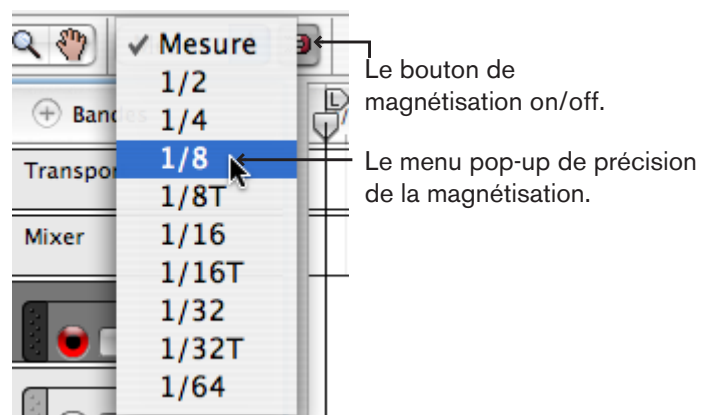 ✓ Mesure
1/2
1/4
1/8
1/8T
1/16
1/16T
1/32
1/32T
1/64
Transpor
Mixer
L
Le bouton de
magnétisation on/off.
Le menu pop-up de précision
de la magnétisation.